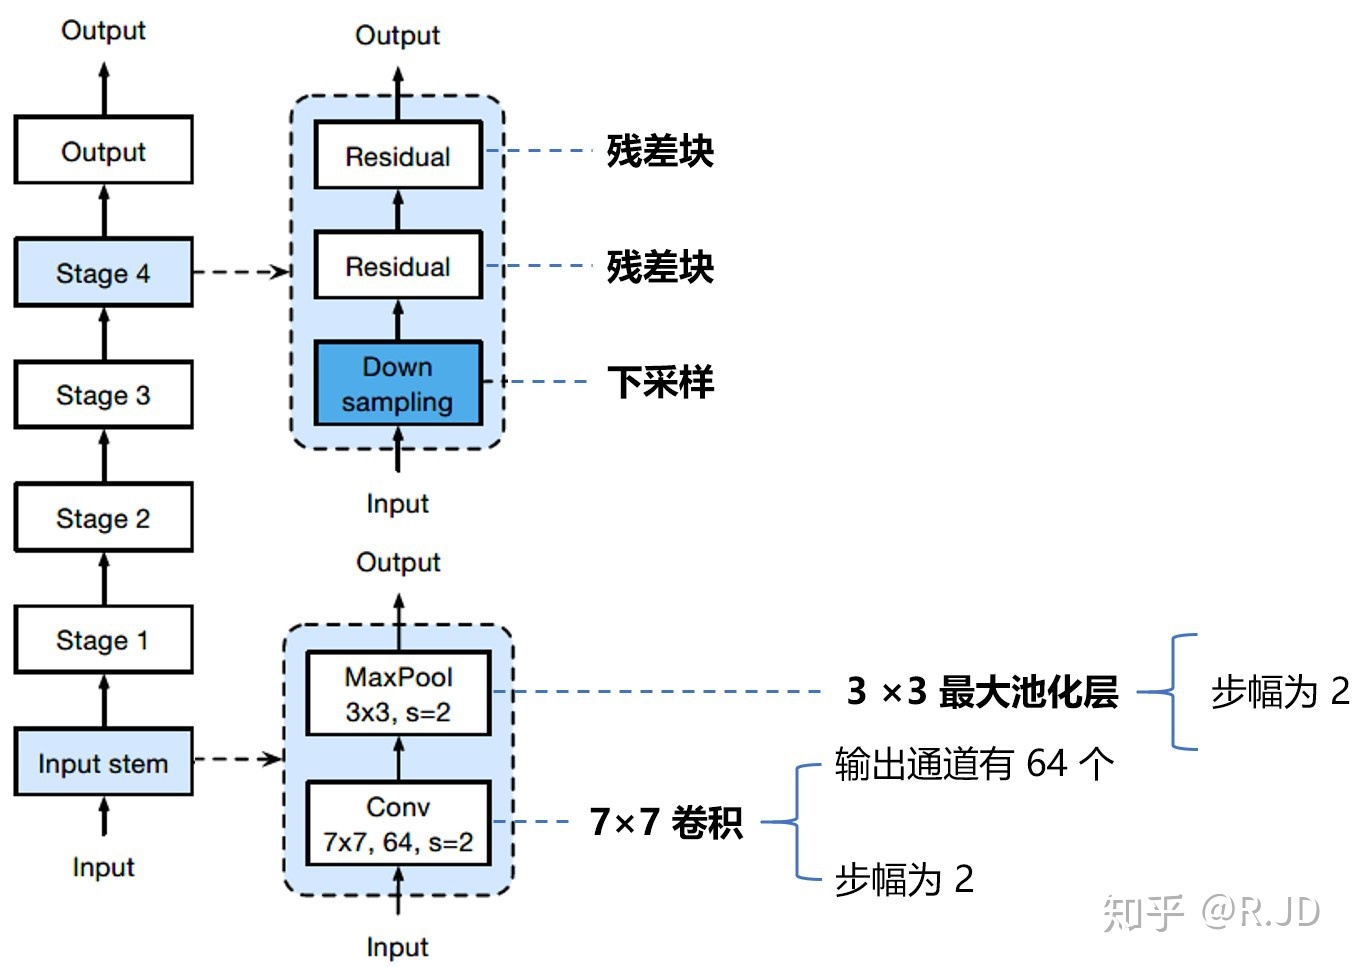 Output
Output
Stage 4
Stage 3
Stage 2
Stage 1
Input stem
Input
Output
Residual
残差块
Residual
残差块
Down
sampling
下采样
Input
Output
MaxPool
3x3, s=2
3 ×3 最大池化层
步幅为 2
Conv
7x7, 64, s=2
7×7 卷积
输出通道有 64 个
步幅为 2
Input
知乎 @R.JD